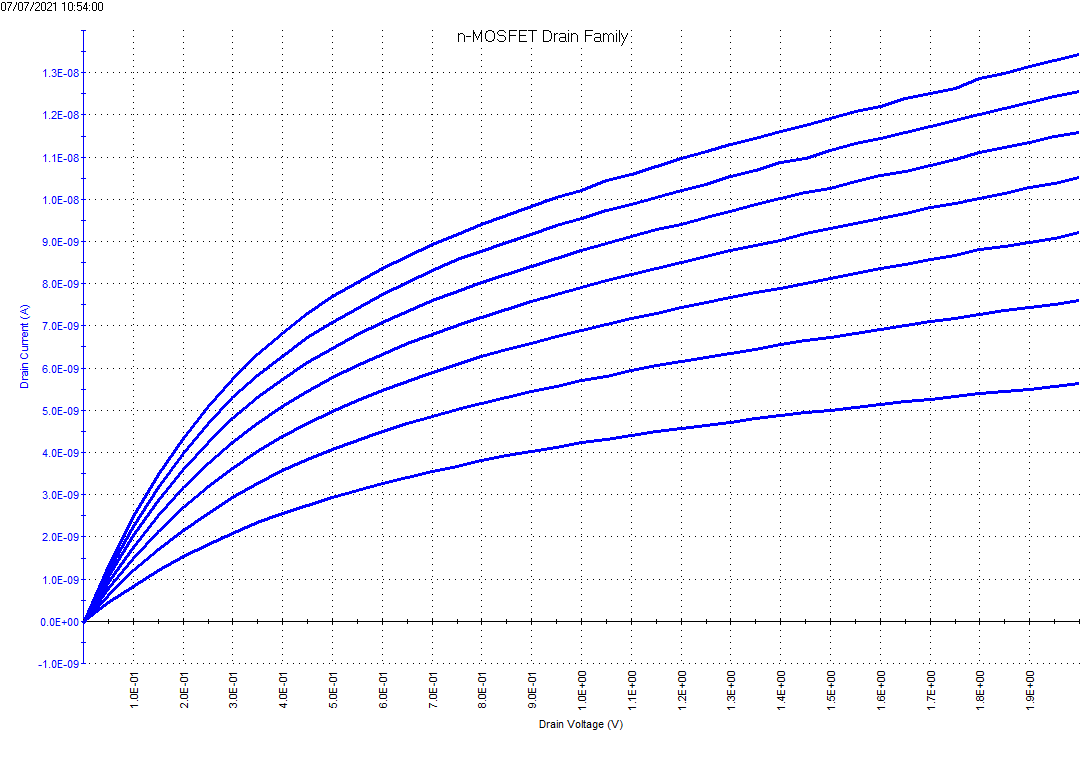 07/07/2021 10:54:00
n-MOSFET Drain Family
1.3E-08
1.2E-08
1.1E-08
1.0E-08
9.0E-09
8.0E-09
7.0E-09
6.0E-09
5.0E-09
4.0E-09
3.0E-09
2.0E-09
1.0E-09
0.0E+00
-1.0E-09
Drain Current (A)
1.0E-01
2.0E-01
3.0E-01
4.0E-01
5.0E-01
6.0E-01
7.0E-01
8.0E-01
9.0E-01
1.0E+00
1.1E+00
1.2E+00
1.3E+00
1.4E+00
1.5E+00
1.6E+00
1.7E+00
1.8E+00
1.9E+00
Drain Voltage (V)